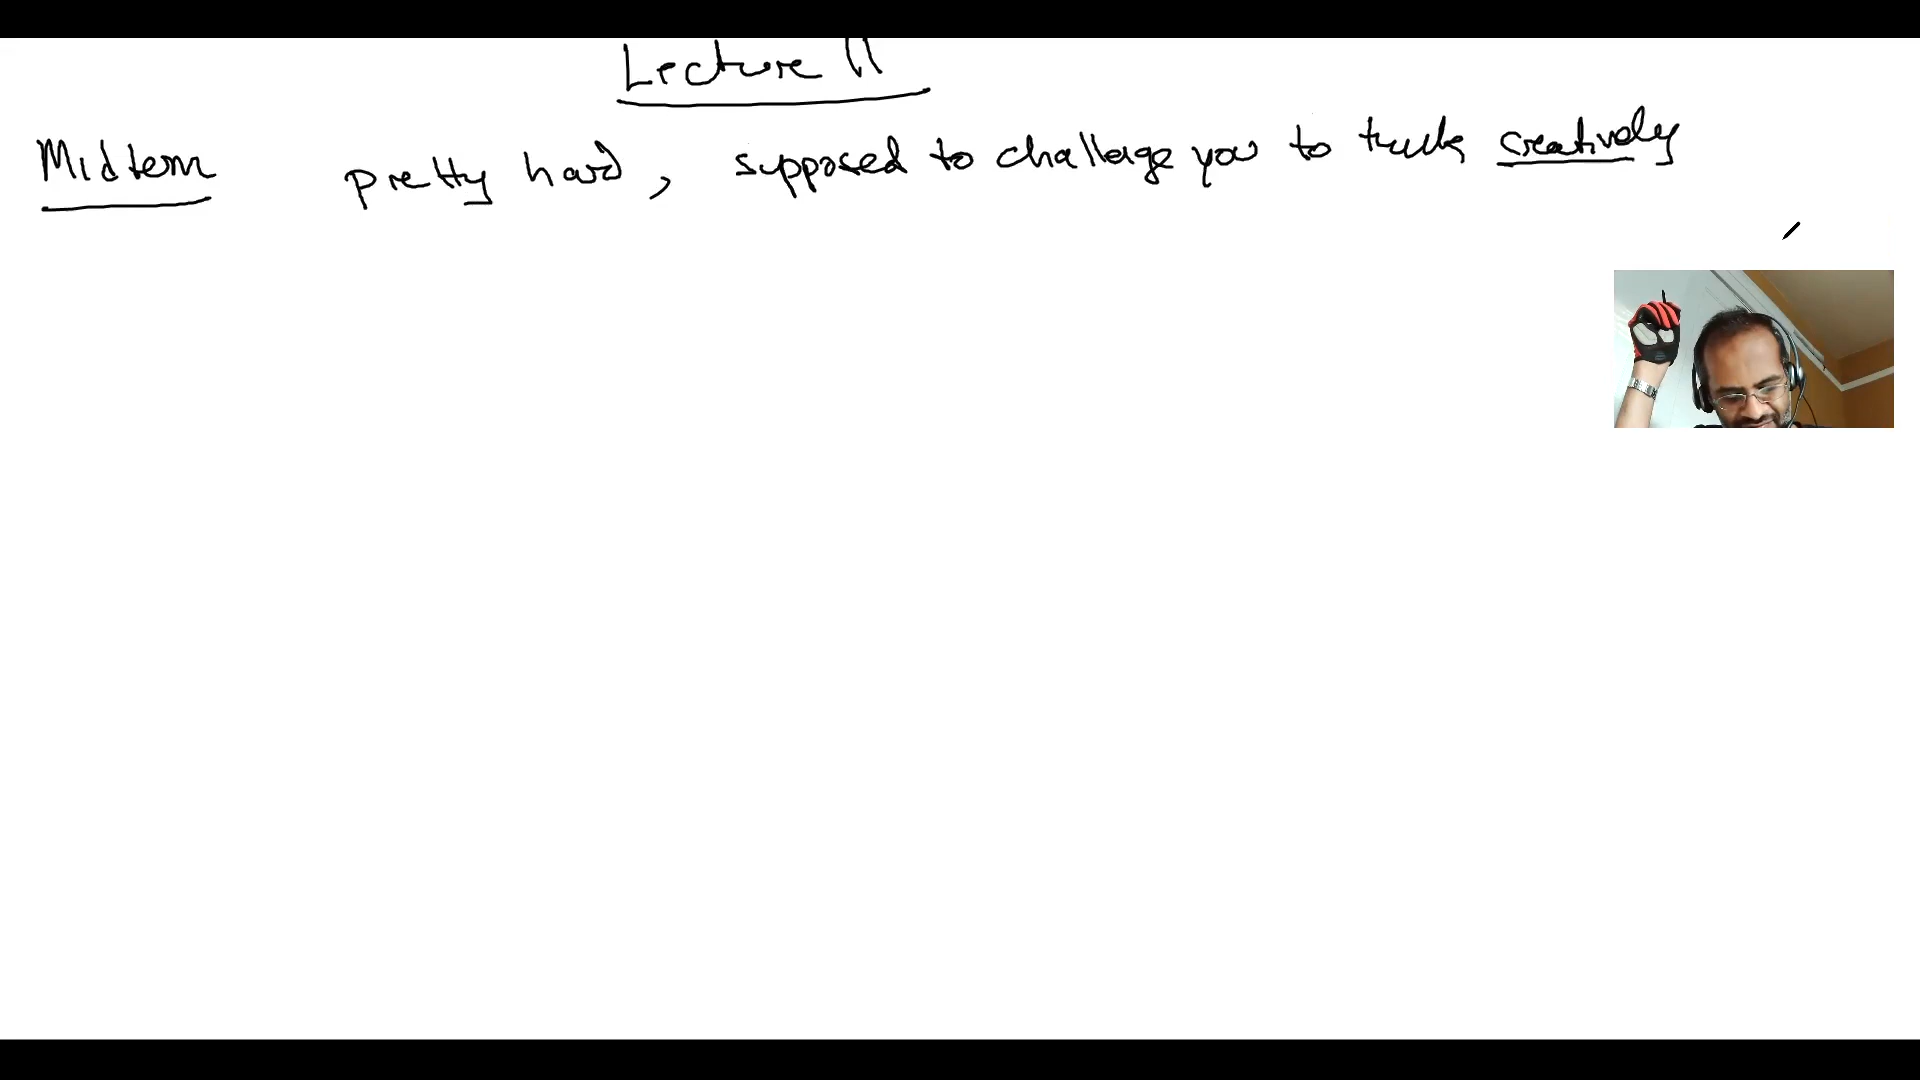 Lecture 11
Midterm pretty hard, supposed to challenge you to think creatively